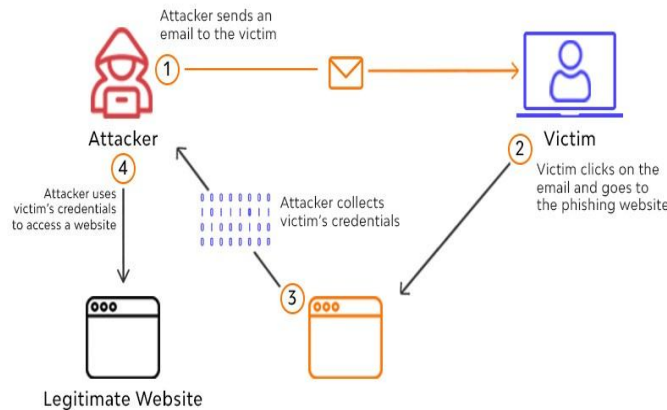 Attacker sends an
email to the victim
1
Attacker
Victim
2
Victim clicks on the
email and goes to
the phishing website
4
Attacker uses
victim's credentials
to access a website
Attacker collects
victim's credentials
3
Legitimate Website